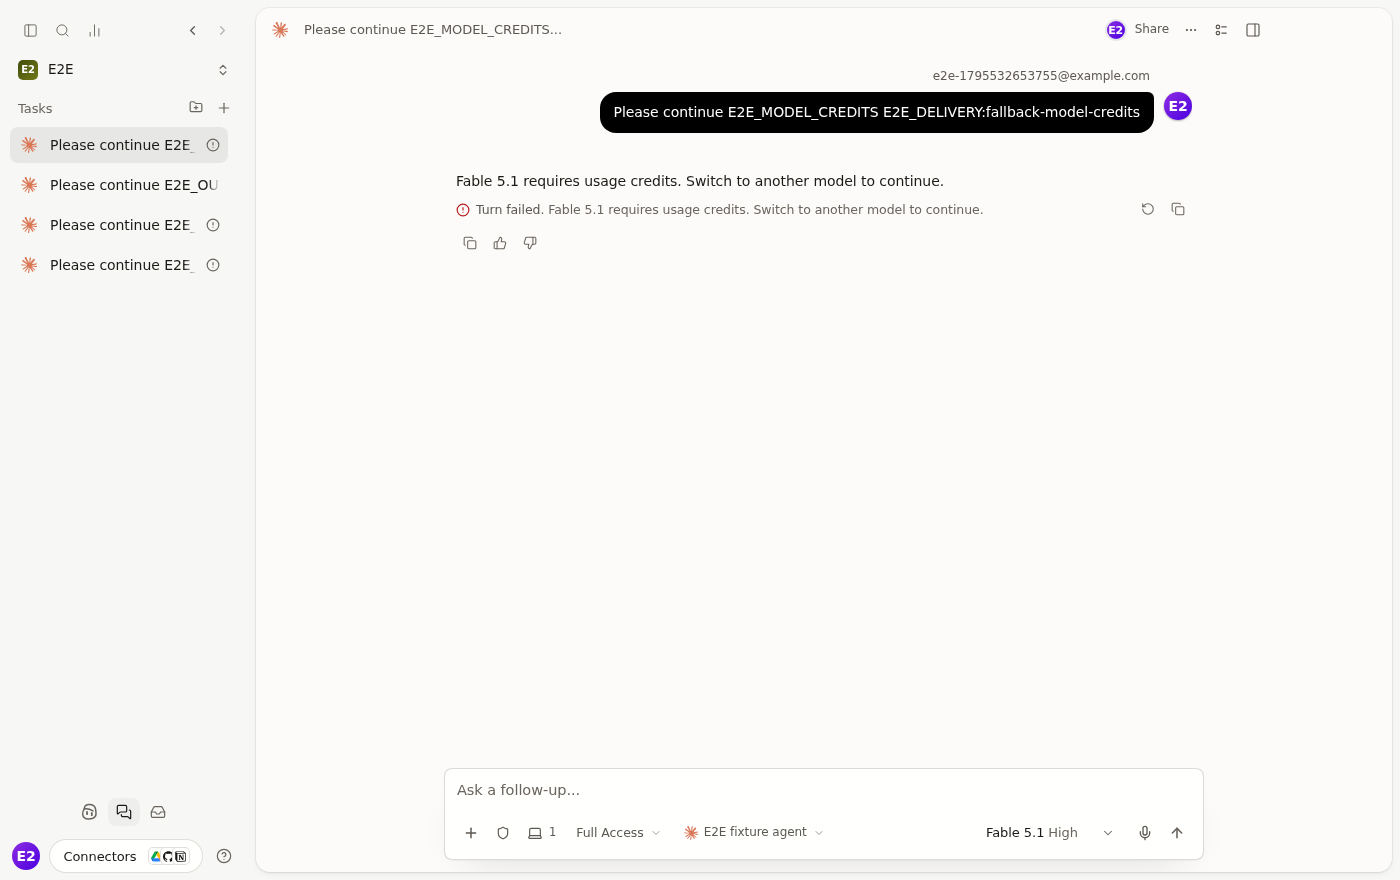 Please continue E2E_MODEL_CREDITS...
E2 Share
E2 E2E
Tasks
Please continue E2E_
Please continue E2E_OU
Please continue E2E_
Please continue E2E_
e2e-1795532653755@example.com
Please continue E2E_MODEL_CREDITS E2E_DELIVERY:fallback-model-credits
E2
Fable 5.1 requires usage credits. Switch to another model to continue.
Turn failed. Fable 5.1 requires usage credits. Switch to another model to continue.
Ask a follow-up...
1 Full Access E2E fixture agent Fable 5.1 High
E2 Connectors